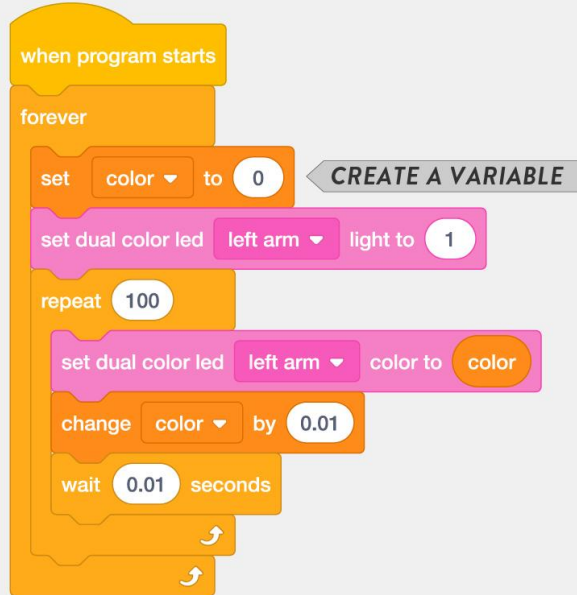 when program starts
forever
set color to 0
CREATE A VARIABLE
set dual color led left arm light to 1
repeat 100
set dual color led left arm color to color
change color by 0.01
wait 0.01 seconds